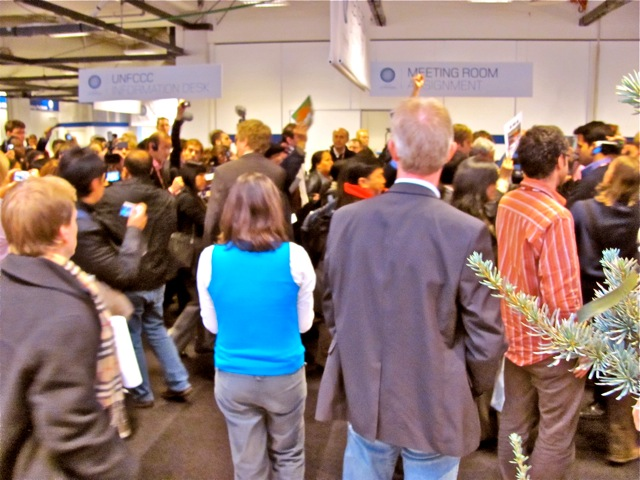 UNFCCC
INFORMATION DESK
MEETING ROOM
ASSIGNMENT